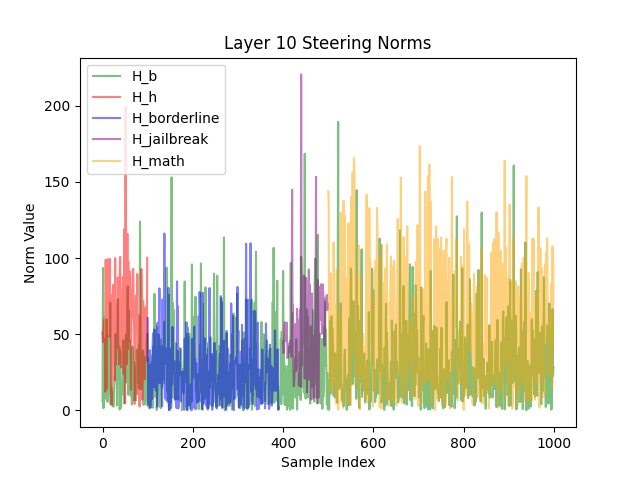 Layer 10 Steering Norms
H_b
H_h
H_borderline
H_jailbreak
H_math
200
150
100
50
0
Norm Value
0
200
400
600
800
1000
Sample Index